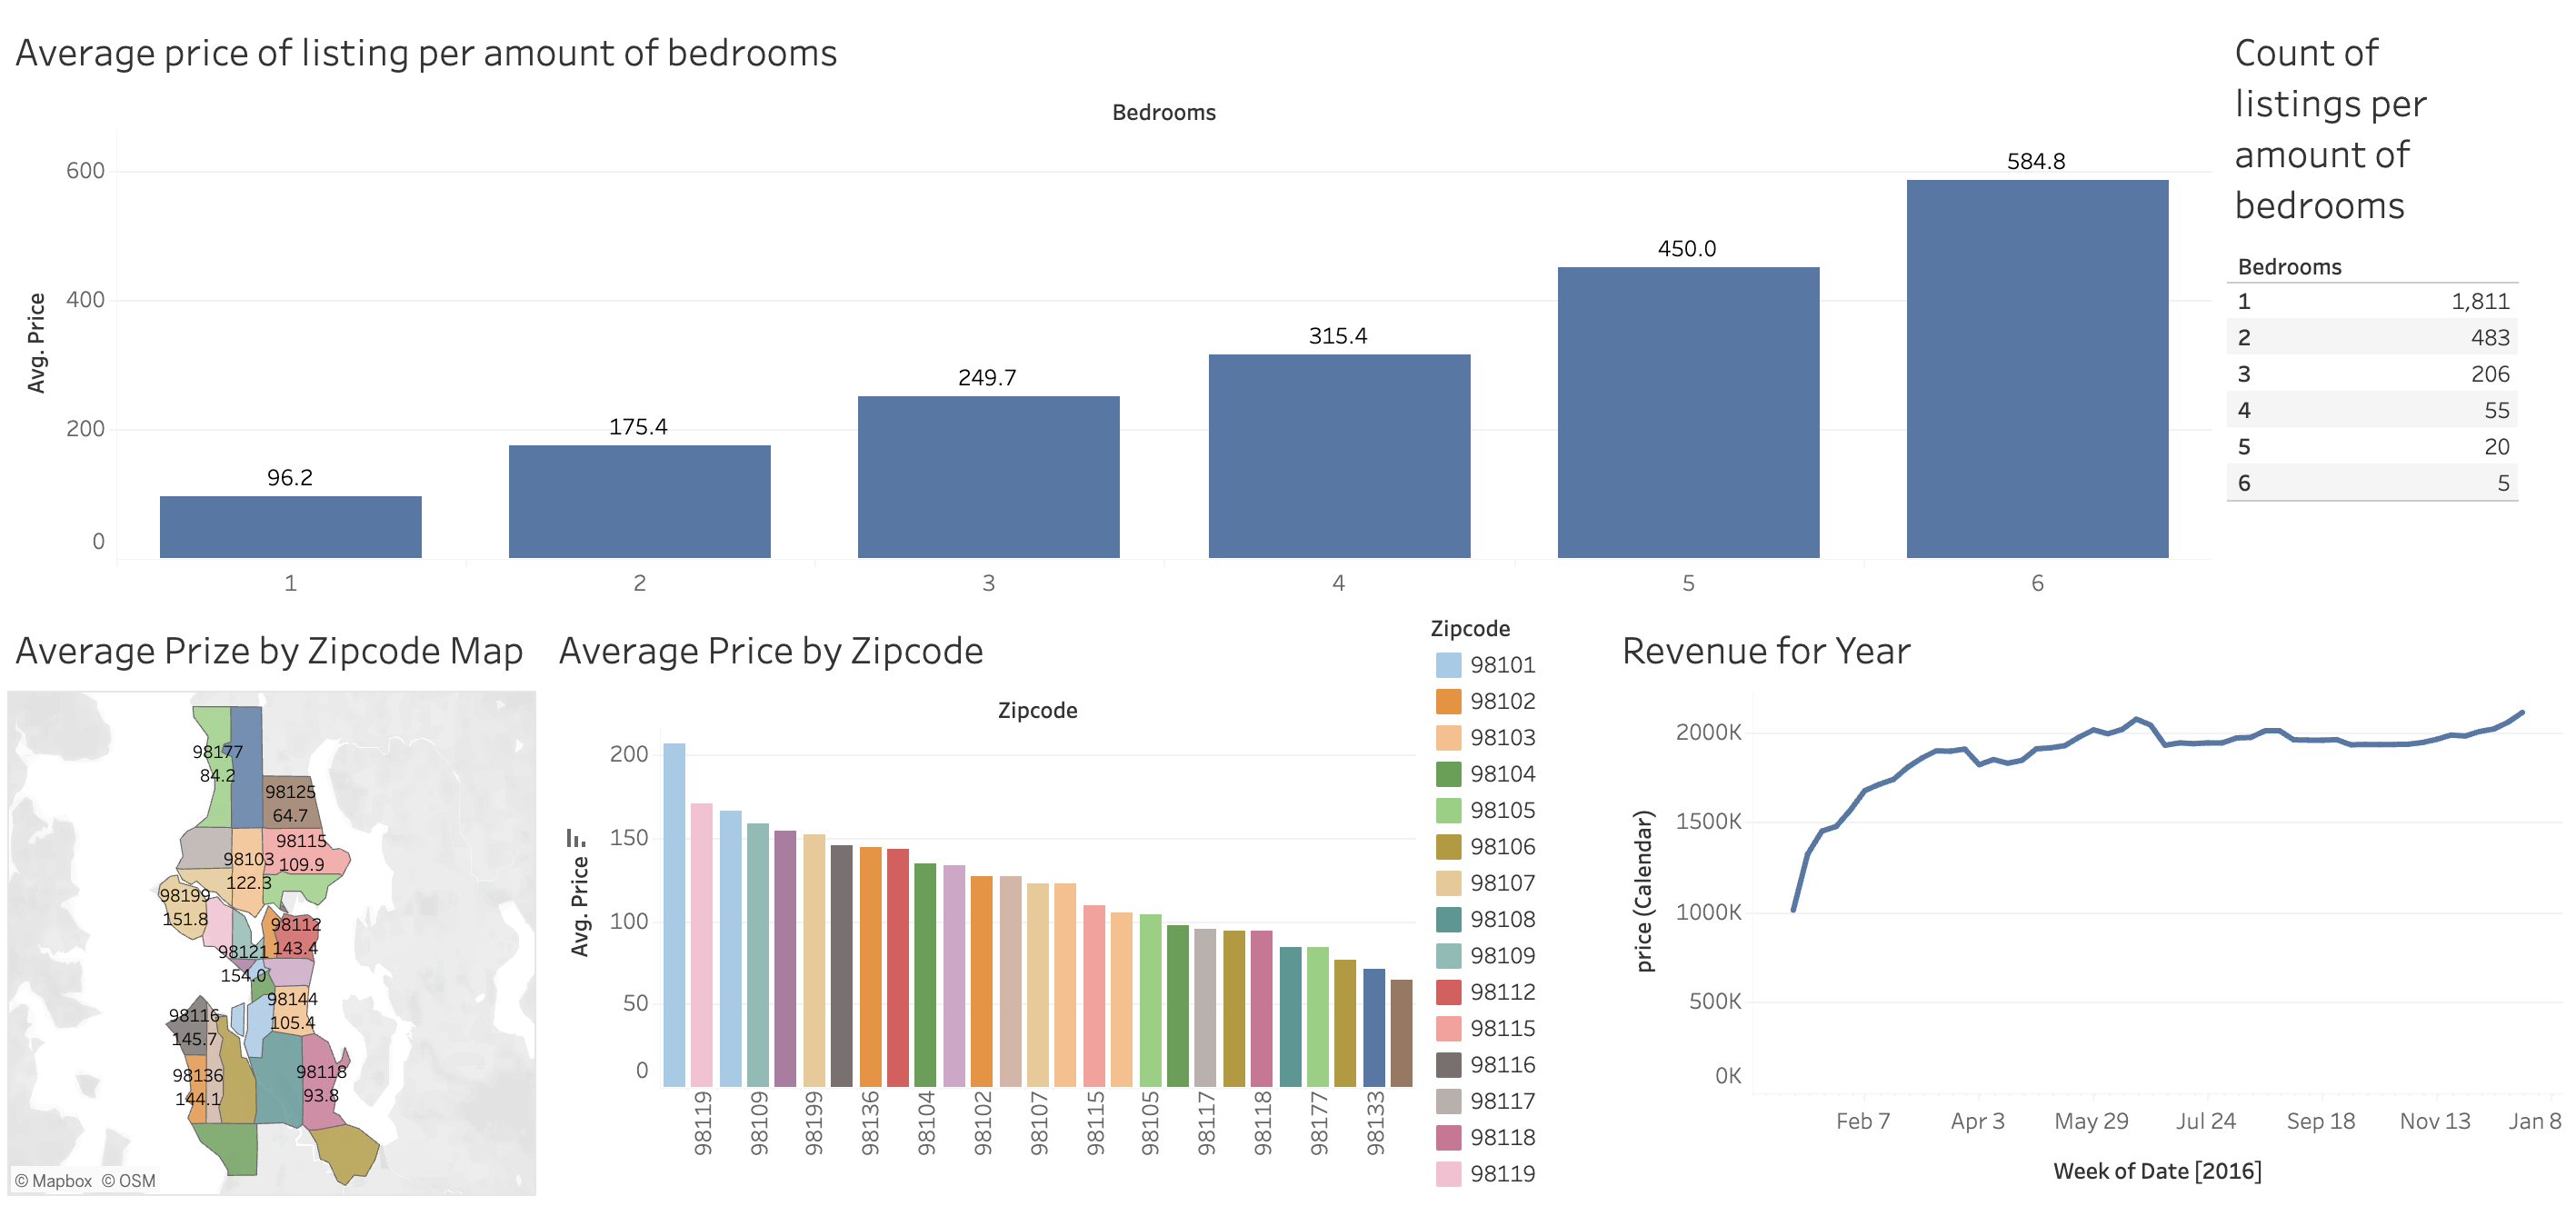 Average price of listing per amount of bedrooms
Bedrooms
Avg. Price
600
400
200
0
96.2
175.4
249.7
315.4
450.0
584.8
1
2
3
4
5
6
Count of
listings per
amount of
bedrooms
Bedrooms
1 1,811
2 483
3 206
4 55
5 20
6 5
Average Prize by Zipcode Map
98177
84.2
98125
64.7
98115
109.9
98103
122.3
98199
151.8
98112
143.4
98121
154.0
98144
105.4
98116
145.7
98136
144.1
98118
93.8
© Mapbox © OSM
Average Price by Zipcode
Zipcode
Avg. Price
200
150
100
50
0
98119
98109
98199
98136
98104
98102
98107
98115
98105
98117
98118
98177
98133
Zipcode
98101
98102
98103
98104
98105
98106
98107
98108
98109
98112
98115
98116
98117
98118
98119
Revenue for Year
price (Calendar)
2000K
1500K
1000K
500K
0K
Feb 7
Apr 3
May 29
Jul 24
Sep 18
Nov 13
Jan 8
Week of Date [2016]